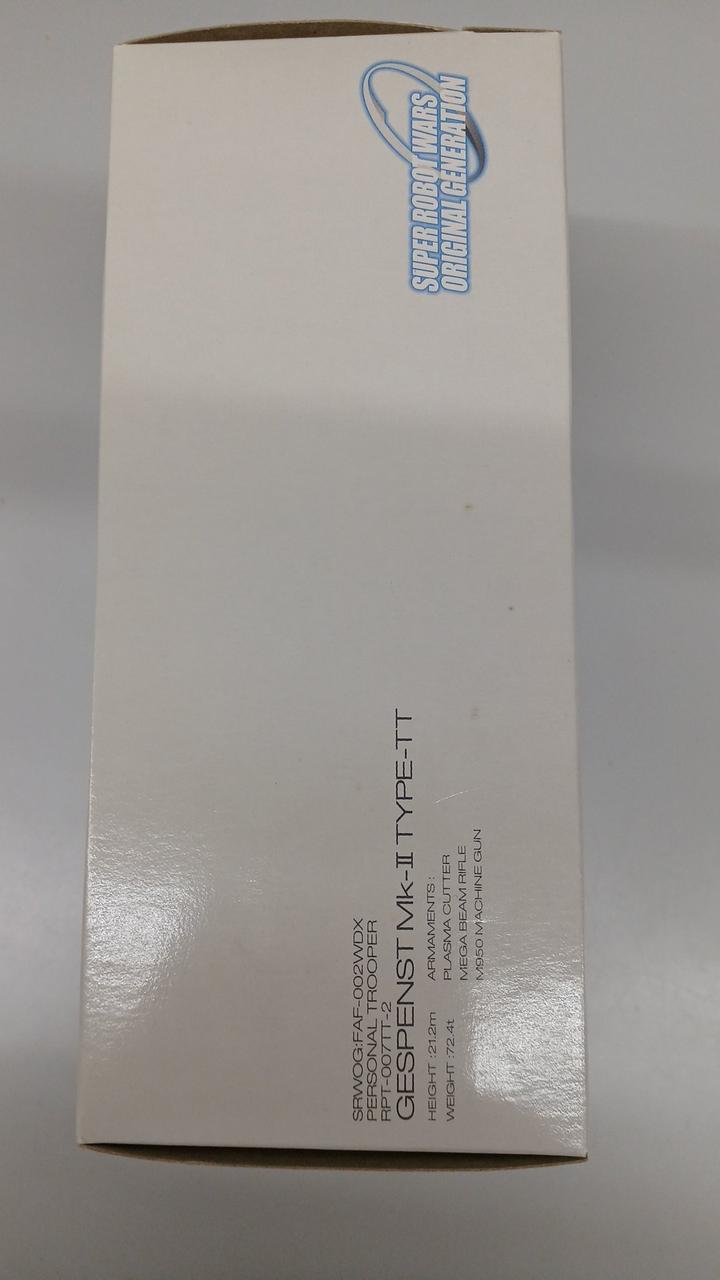 SUPER ROBOT WARS
ORIGINAL GENERATION
SRWOG:FAF-002WDX
PERSONAL TROOPER
RPT-007TT-2
GESPENST Mk-II TYPE-TT
HEIGHT :21.2m
WEIGHT :72.4t
ARMAMENTS :
PLASMA CUTTER
MEGA BEAM RIFLE
M950 MACHINE GUN